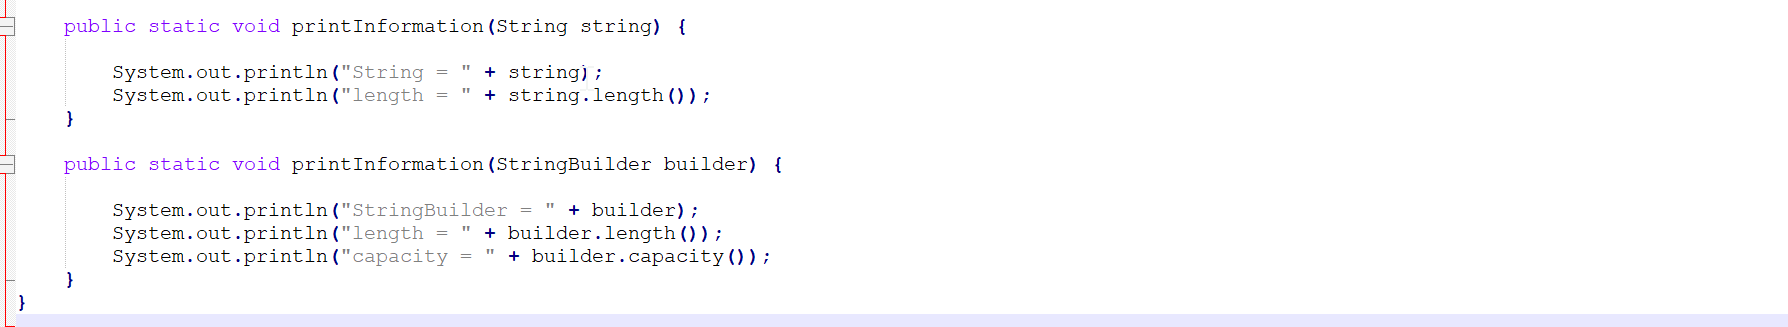 public static void printInformation(String string) {
System.out.println("String = " + string);
System.out.println("length = " + string.length());
}
public static void printInformation(StringBuilder builder) {
System.out.println("StringBuilder = " + builder);
System.out.println("length = " + builder.length());
System.out.println("capacity = " + builder.capacity());
}
}